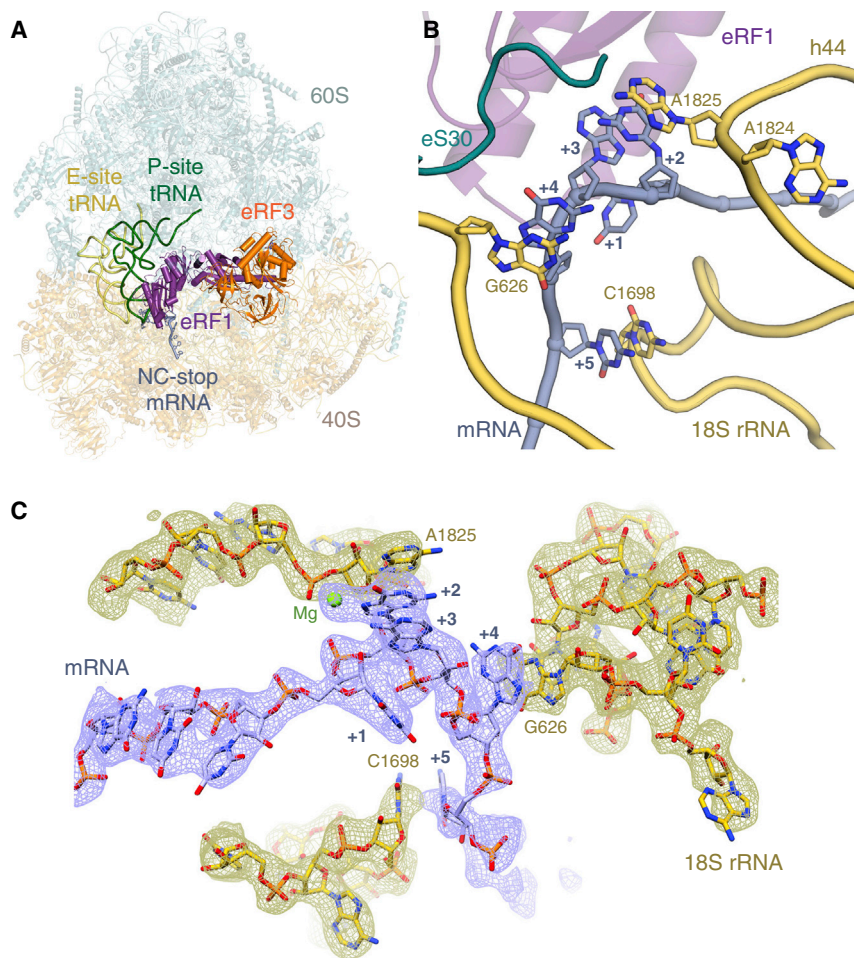 A
60S
E-site
tRNA
P-site
tRNA
eRF3
eRF1
NC-stop
mRNA
40S
B
eRF1
h44
A1825
eS30
A1824
+3
+2
+4
+1
G626
C1698
+5
mRNA
18S rRNA
C
A1825
+2
Mg
+3
+4
mRNA
G626
+1
C1698
+5
18S rRNA